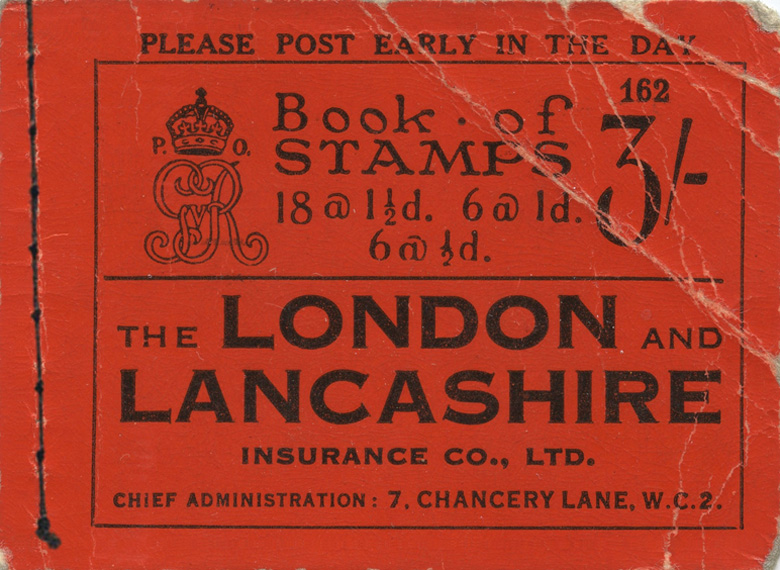 PLEASE POST EARLY IN THE DAY
162
P. O.
GvR
Book · of
STAMPS
3/-
18@1½d. 6@1d.
6@½d.
THE LONDON AND
LANCASHIRE
INSURANCE CO., LTD.
CHIEF ADMINISTRATION: 7, CHANCERY LANE, W.C.2.